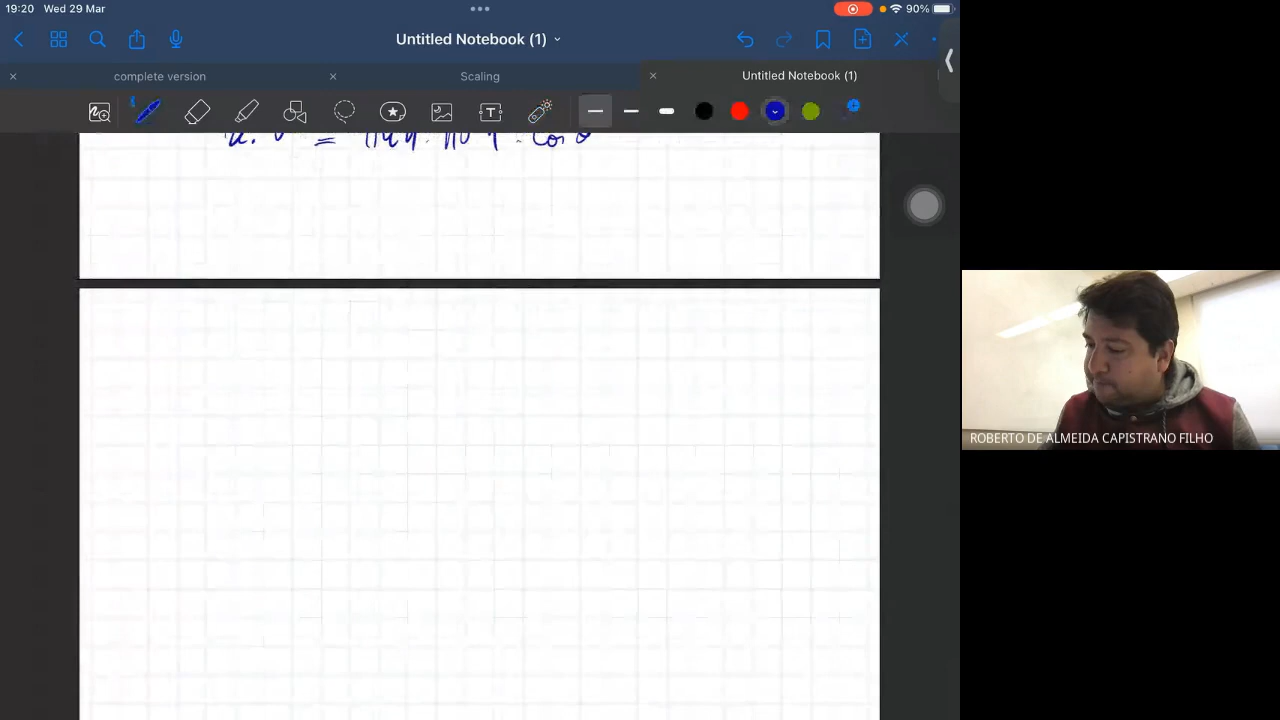 19:20 Wed 29 Mar
90%
Untitled Notebook (1)
complete version
Scaling
Untitled Notebook (1)
T
ROBERTO DE ALMEIDA CAPISTRANO FILHO